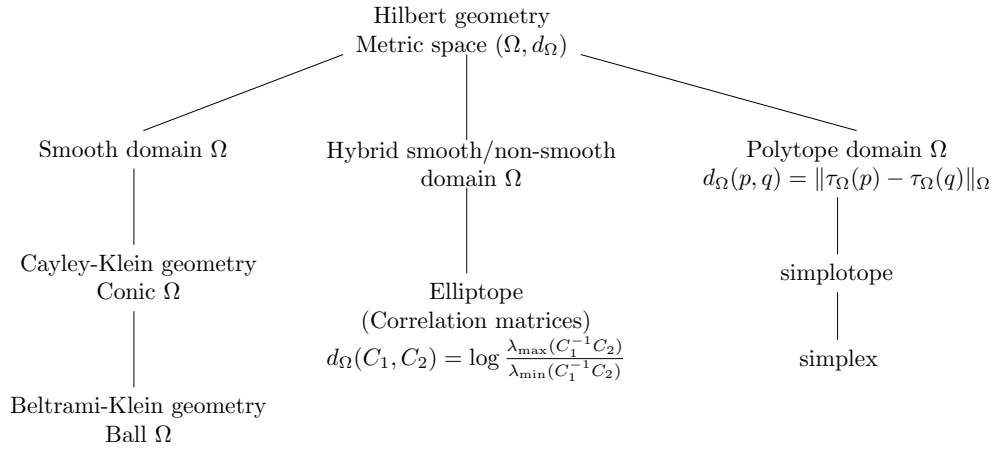 Hilbert geometry
Metric space (Ω, d_Ω)
Smooth domain Ω
Hybrid smooth/non-smooth
domain Ω
Polytope domain Ω
d_Ω(p, q) = ‖τ_Ω(p) − τ_Ω(q)‖_Ω
Cayley-Klein geometry
Conic Ω
Elliptope
(Correlation matrices)
d_Ω(C_1, C_2) = log \frac{λ_max(C_1^{-1}C_2)}{λ_min(C_1^{-1}C_2)}
simplotope
simplex
Beltrami-Klein geometry
Ball Ω